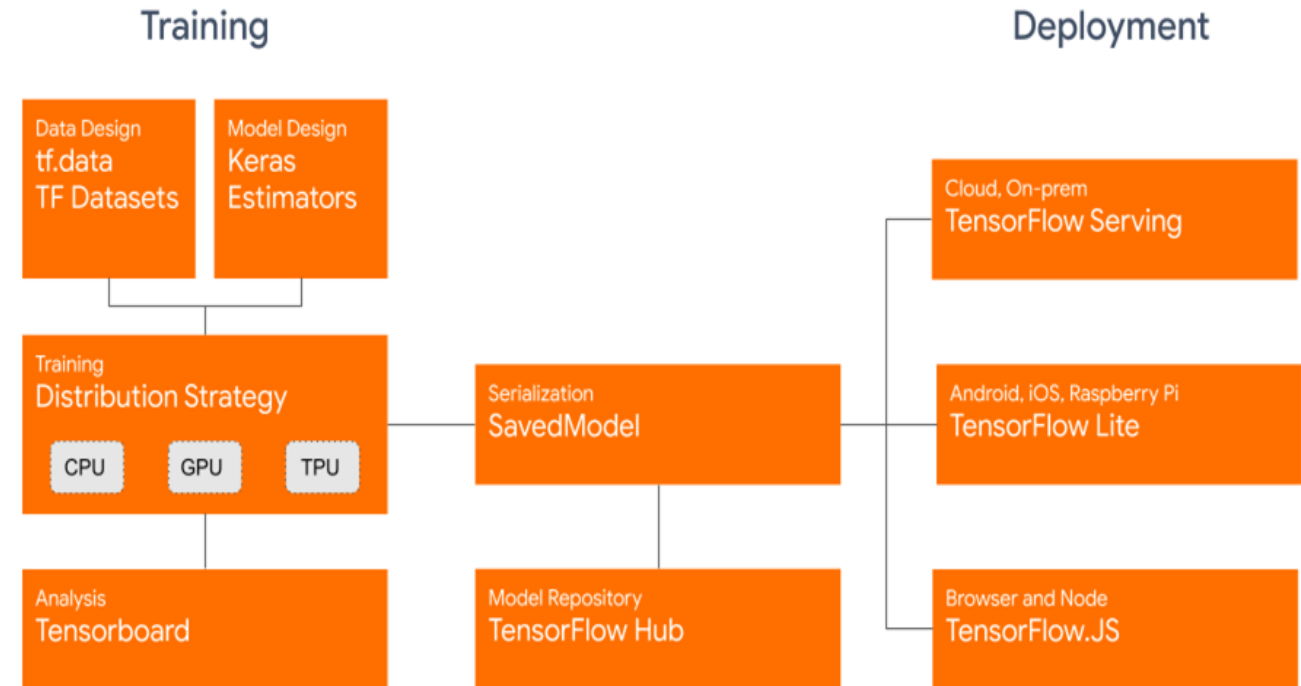 Training
Deployment
Data Design
tf.data
TF Datasets
Model Design
Keras
Estimators
Training
Distribution Strategy
CPU
GPU
TPU
Analysis
Tensorboard
Serialization
SavedModel
Model Repository
TensorFlow Hub
Cloud, On-prem
TensorFlow Serving
Android, iOS, Raspberry Pi
TensorFlow Lite
Browser and Node
TensorFlow.JS